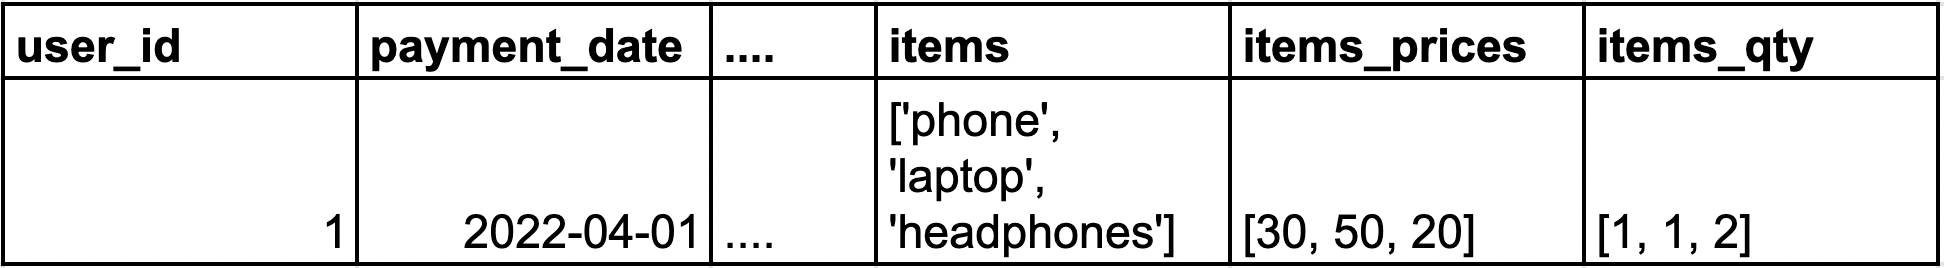 user_id payment_date .... items items_prices items_qty
['phone',
'laptop',
1 2022-04-01 .... 'headphones'] [30, 50, 20] [1, 1, 2]